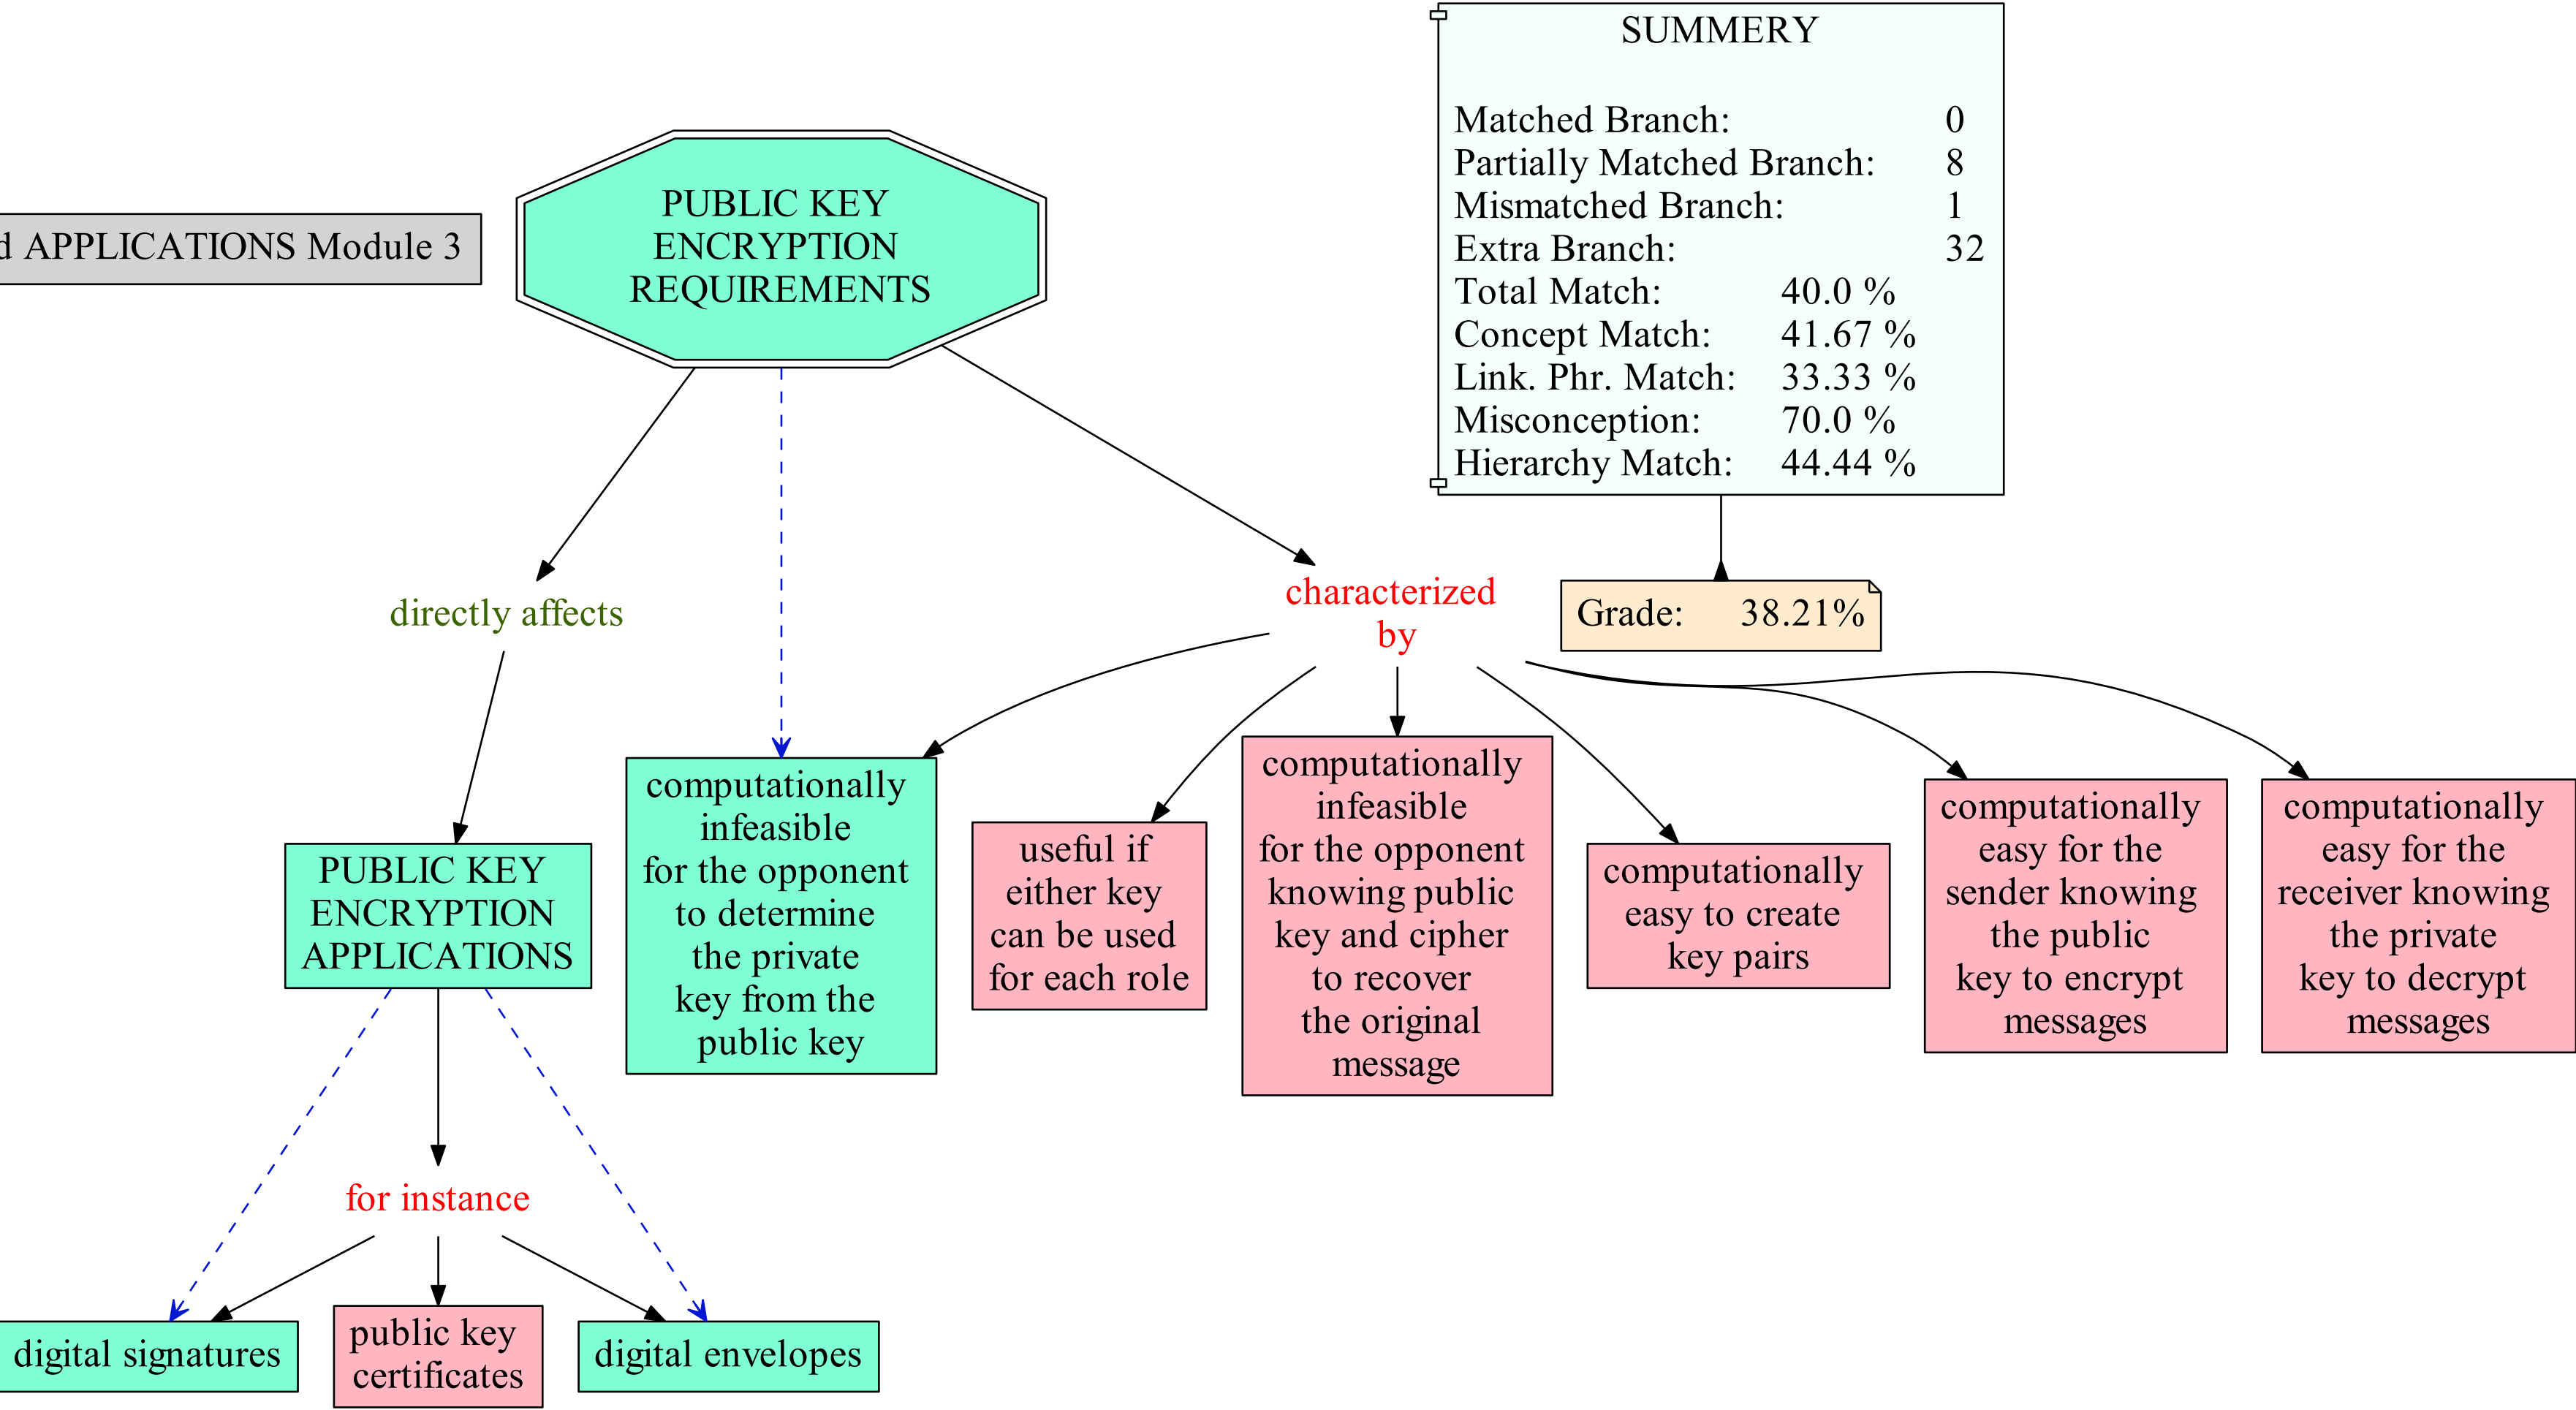 SUMMERY
Matched Branch: 0
Partially Matched Branch: 8
Mismatched Branch: 1
Extra Branch: 32
Total Match: 40.0 %
Concept Match: 41.67 %
Link. Phr. Match: 33.33 %
Misconception: 70.0 %
Hierarchy Match: 44.44 %
d APPLICATIONS Module 3
PUBLIC KEY
ENCRYPTION
REQUIREMENTS
directly affects
characterized
by
Grade: 38.21%
PUBLIC KEY
ENCRYPTION
APPLICATIONS
computationally
infeasible
for the opponent
to determine
the private
key from the
public key
useful if
either key
can be used
for each role
computationally
infeasible
for the opponent
knowing public
key and cipher
to recover
the original
message
computationally
easy to create
key pairs
computationally
easy for the
sender knowing
the public
key to encrypt
messages
computationally
easy for the
receiver knowing
the private
key to decrypt
messages
for instance
digital signatures
public key
certificates
digital envelopes